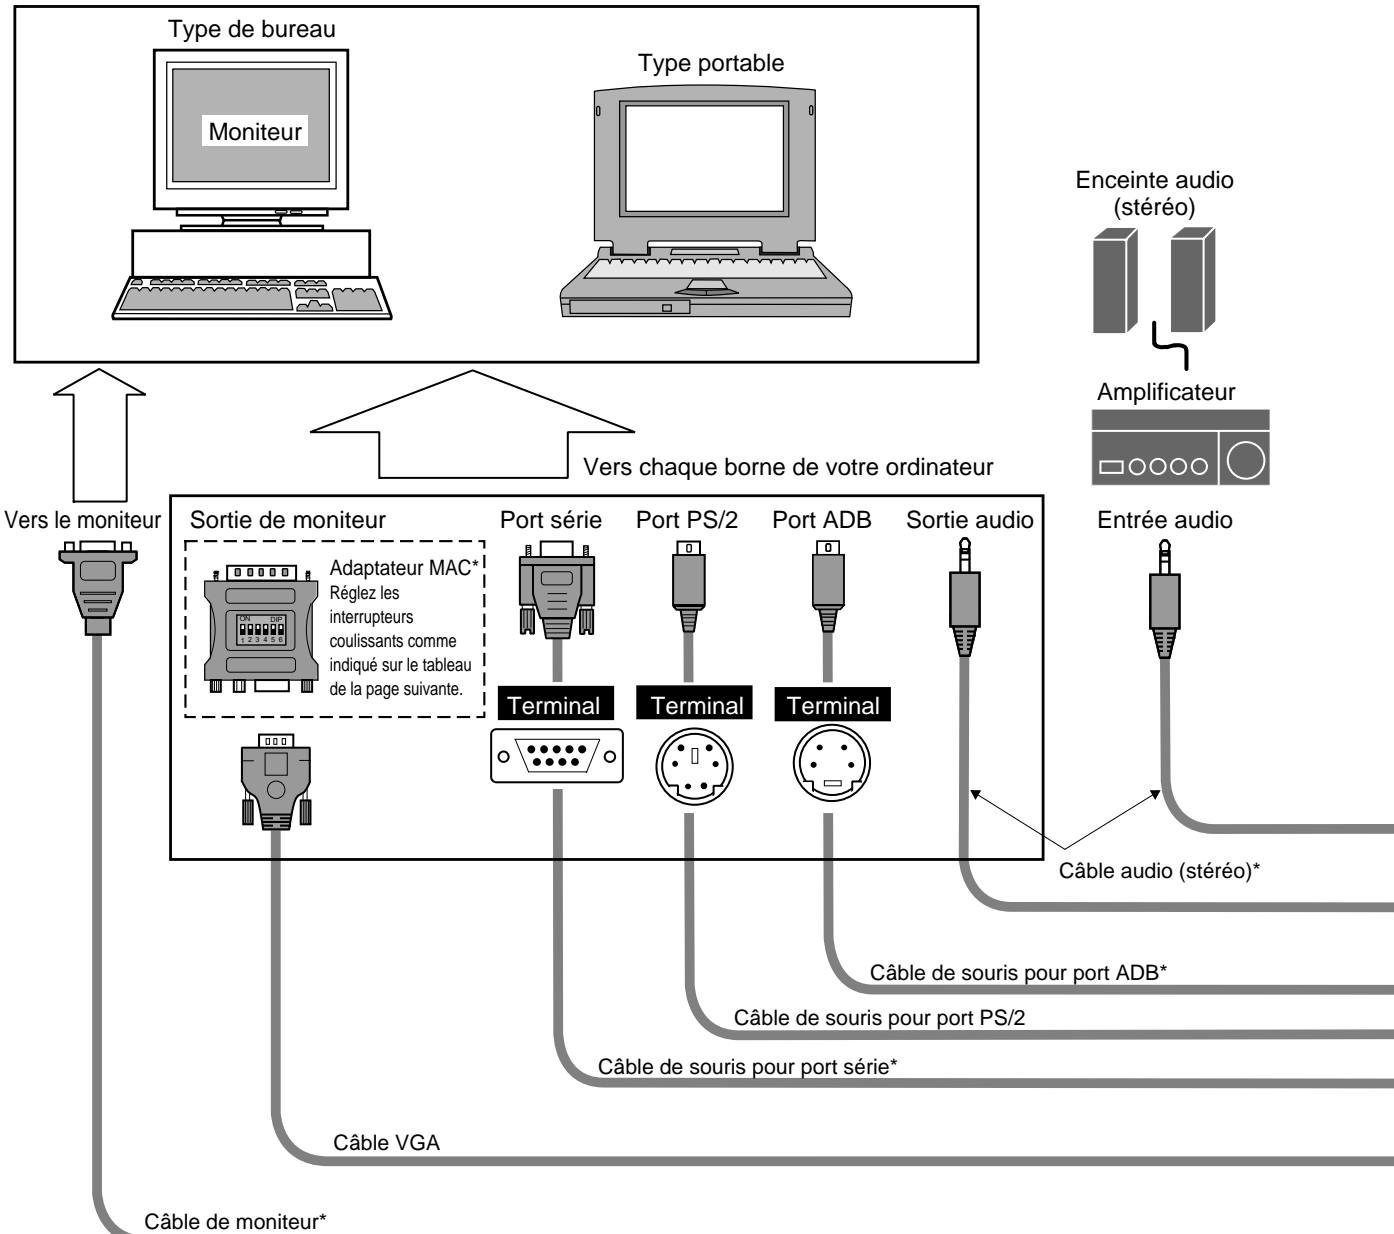 Type de bureau
Type portable
Moniteur
Enceinte audio
(stéréo)
Amplificateur
Vers chaque borne de votre ordinateur
Vers le moniteur
Sortie de moniteur
Port série
Port PS/2
Port ADB
Sortie audio
Entrée audio
Adaptateur MAC*
Réglez les
interrupteurs
coulissants comme
indiqué sur le tableau
de la page suivante.
ON DIP
1 2 3 4 5 6
Terminal
Terminal
Terminal
Câble audio (stéréo)*
Câble de souris pour port ADB*
Câble de souris pour port PS/2
Câble de souris pour port série*
Câble VGA
Câble de moniteur*